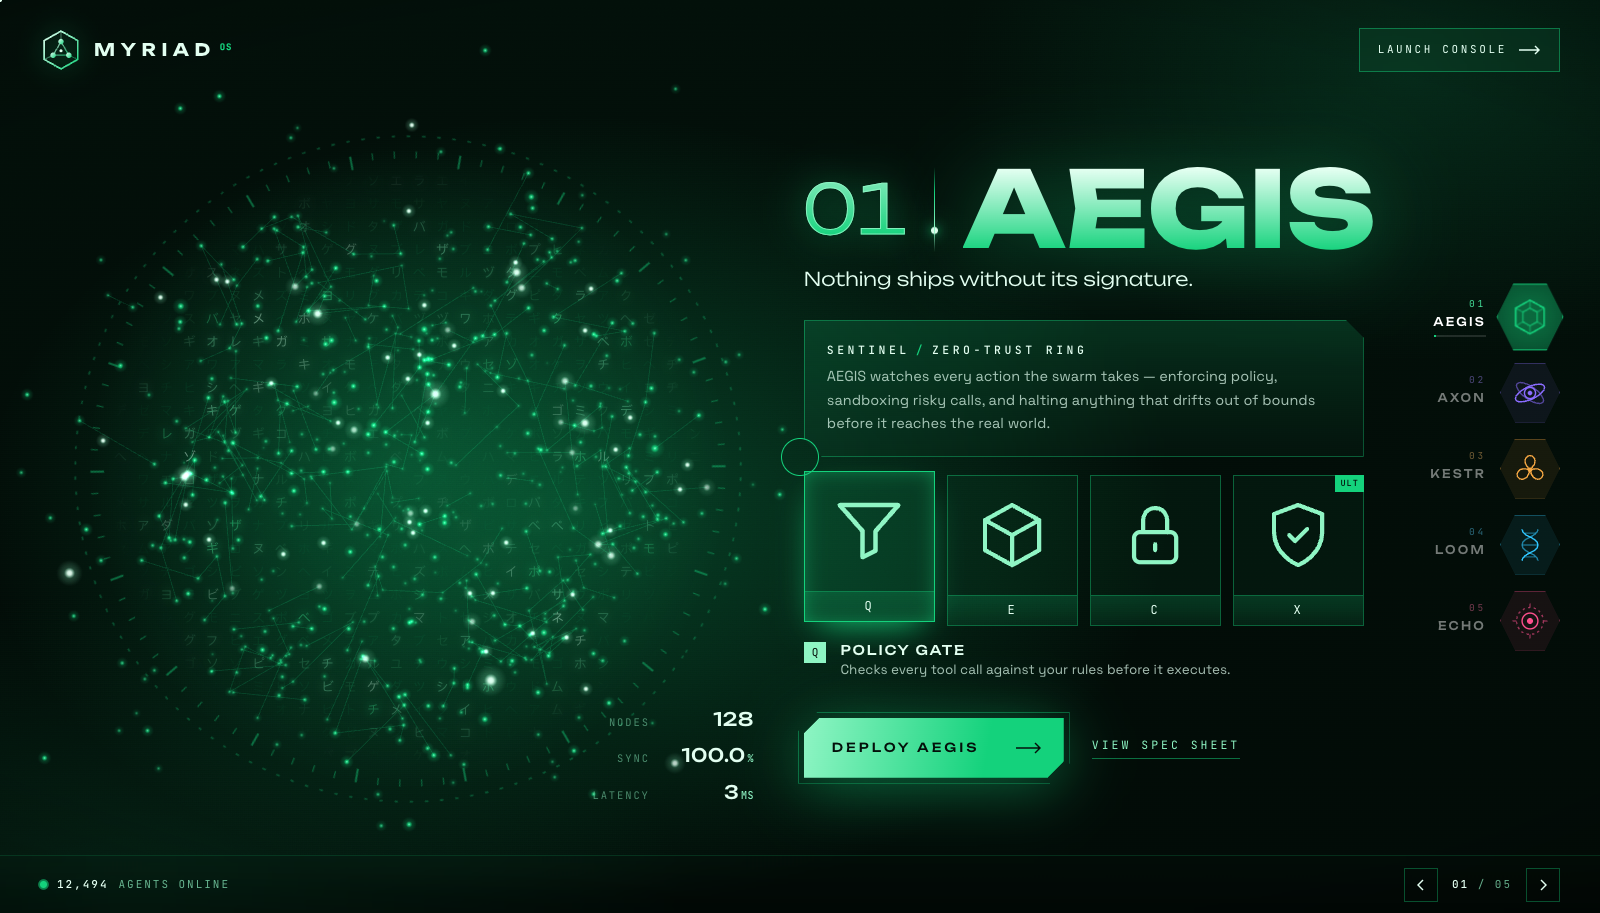 MYRIAD OS
LAUNCH CONSOLE
01 AEGIS
Nothing ships without its signature.
SENTINEL / ZERO-TRUST RING
AEGIS watches every action the swarm takes — enforcing policy,
sandboxing risky calls, and halting anything that drifts out of bounds
before it reaches the real world.
ULT
Q
E
C
X
Q POLICY GATE
Checks every tool call against your rules before it executes.
DEPLOY AEGIS
VIEW SPEC SHEET
NODES 128
SYNC 100.0%
LATENCY 3MS
01
AEGIS
02
AXON
03
KESTR
04
LOOM
05
ECHO
12,494 AGENTS ONLINE
01 / 05